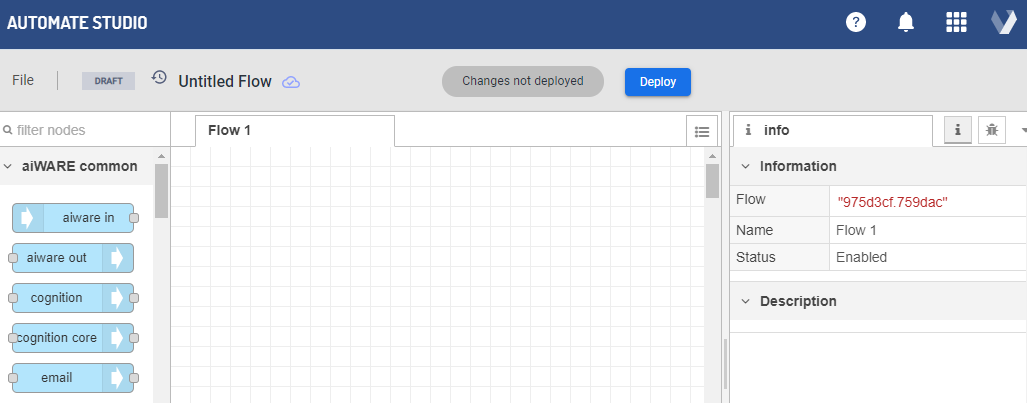 AUTOMATE STUDIO
?
File
DRAFT
Untitled Flow
Changes not deployed
Deploy
filter nodes
Flow 1
i info
i
aiWARE common
Information
aiware in
Flow "975d3cf.759dac"
Name Flow 1
aiware out
Status Enabled
cognition
Description
cognition core
email